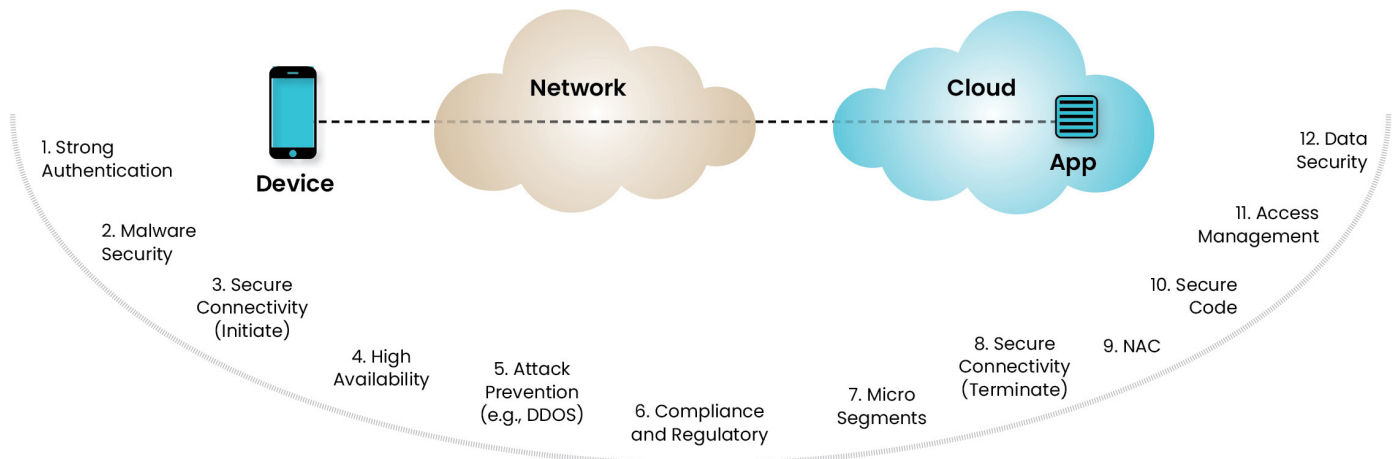 Network
Cloud
Device
App
1. Strong
Authentication
2. Malware
Security
3. Secure
Connectivity
(Initiate)
4. High
Availability
5. Attack
Prevention
(e.g., DDOS)
6. Compliance
and Regulatory
7. Micro
Segments
8. Secure
Connectivity
(Terminate)
9. NAC
10. Secure
Code
11. Access
Management
12. Data
Security